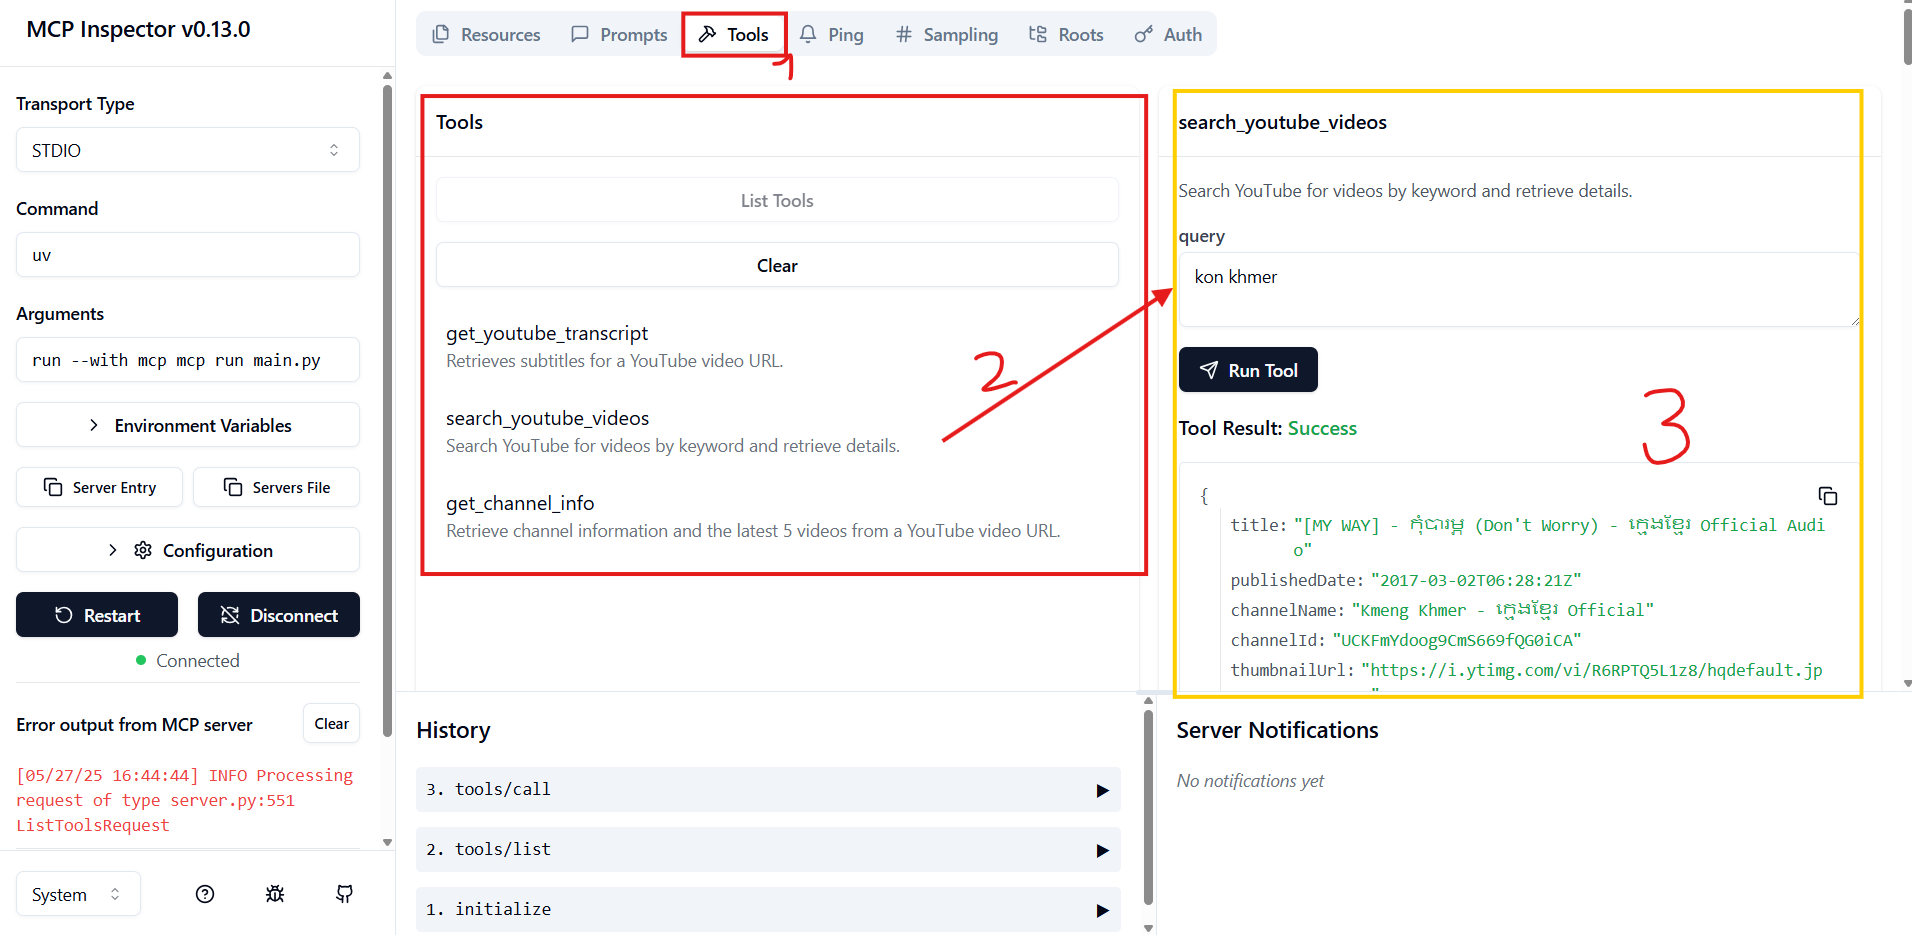 MCP Inspector v0.13.0
Transport Type
STDIO
Command
uv
Arguments
run --with mcp mcp run main.py
Environment Variables
Server Entry
Servers File
Configuration
Restart
Disconnect
Connected
Error output from MCP server
Clear
[05/27/25 16:44:44] INFO Processing
request of type server.py:551
ListToolsRequest
System
Resources
Prompts
Tools
Ping
Sampling
Roots
Auth
1
Tools
List Tools
Clear
get_youtube_transcript
Retrieves subtitles for a YouTube video URL.
search_youtube_videos
Search YouTube for videos by keyword and retrieve details.
get_channel_info
Retrieve channel information and the latest 5 videos from a YouTube video URL.
2
search_youtube_videos
Search YouTube for videos by keyword and retrieve details.
query
kon khmer
Run Tool
3
Tool Result: Success
{
title: "[MY WAY] - កុំបារម្ភ (Don't Worry) - ក្មេងខ្មែរ Official Audi
o"
publishedDate: "2017-03-02T06:28:21Z"
channelName: "Kmeng Khmer - ក្មេងខ្មែរ Official"
channelId: "UCKFmYdoog9CmS669fQG0iCA"
thumbnailUrl: "https://i.ytimg.com/vi/R6RPTQ5L1z8/hqdefault.jp
"
History
3. tools/call
2. tools/list
1. initialize
Server Notifications
No notifications yet